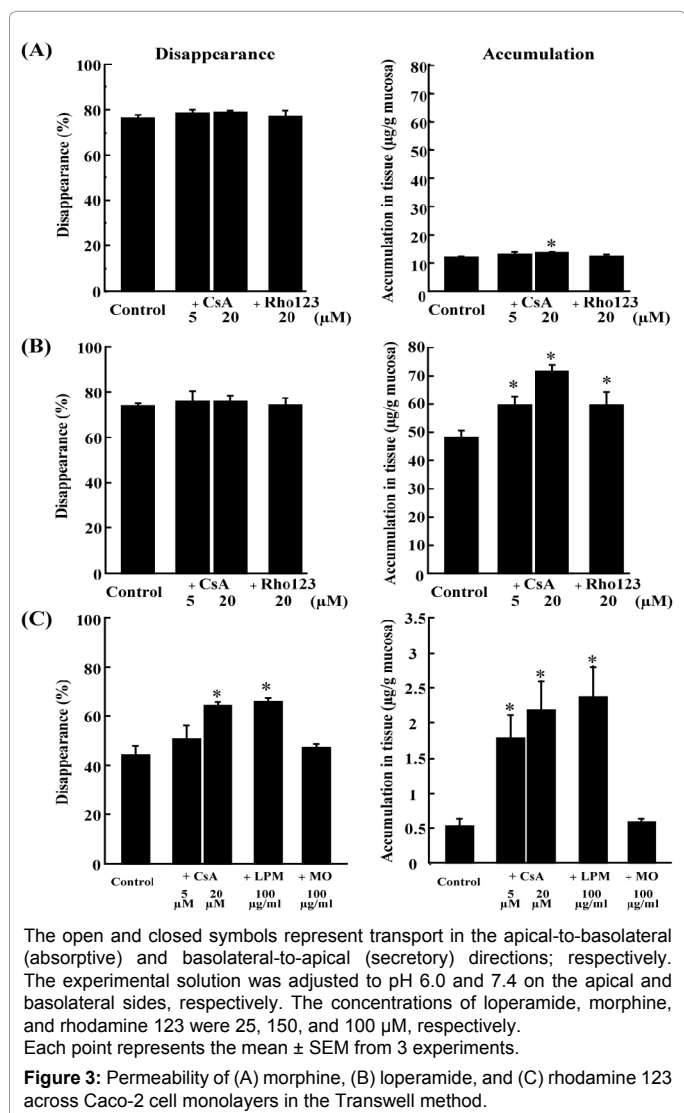 (A)
Disappearance
Accumulation
Disappearance (%)
100
80
60
40
20
0
Control
+ CsA
5 20
+ Rho123
20 (μM)
Accumulation in tissue (μg/g mucosa)
80
70
60
50
40
30
20
10
0
*
Control
+ CsA
5 20
+ Rho123
20 (μM)
(B)
Disappearance (%)
100
80
60
40
20
0
Control
+ CsA
5 20
+ Rho123
20 (μM)
Accumulation in tissue (μg/g mucosa)
80
70
60
50
40
30
20
10
0
* * *
Control
+ CsA
5 20
+ Rho123
20 (μM)
(C)
Disappearance (%)
100
80
60
40
20
0
* *
Control
+ CsA + LPM + MO
5 20 100 100
μM μM μg/ml μg/ml
Accumulation in tissue (μg/g mucosa)
3.5
3
2.5
2
1.5
1
0.5
0
* * *
Control
+ CsA + LPM + MO
5 20 100 100
μM μM μg/ml μg/ml
The open and closed symbols represent transport in the apical-to-basolateral
(absorptive) and basolateral-to-apical (secretory) directions; respectively.
The experimental solution was adjusted to pH 6.0 and 7.4 on the apical and
basolateral sides, respectively. The concentrations of loperamide, morphine,
and rhodamine 123 were 25, 150, and 100 μM, respectively.
Each point represents the mean ± SEM from 3 experiments.
Figure 3: Permeability of (A) morphine, (B) loperamide, and (C) rhodamine 123
across Caco-2 cell monolayers in the Transwell method.